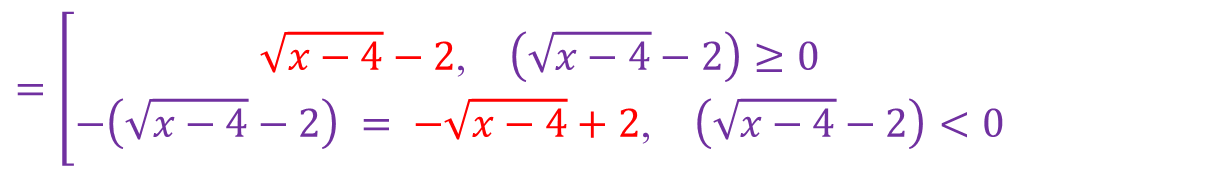 = [ √(x − 4) − 2, (√(x − 4) − 2) ≥ 0
−(√(x − 4) − 2) = −√(x − 4) + 2, (√(x − 4) − 2) < 0